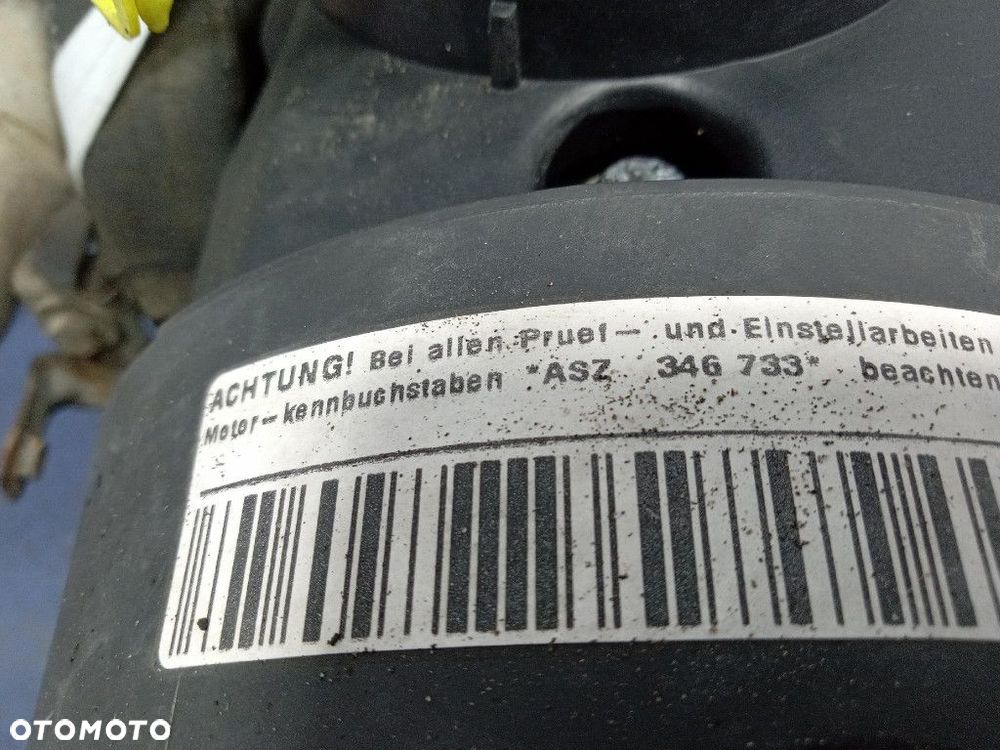 ACHTUNG! Bei allen Pruef- und Einstellarbeiten
Motor-kennbuchstaben *ASZ 346 733* beachten
OTOMOTO